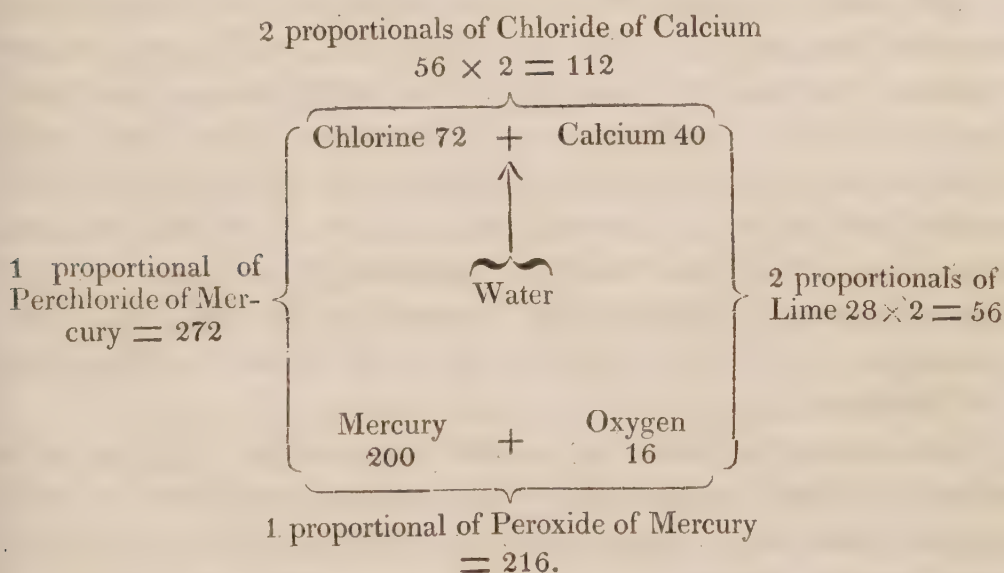 2 proportionals of Chloride of Calcium
56 × 2 = 112
Chlorine 72 + Calcium 40
1 proportional of
Perchloride of Mer-
cury = 272
Water
2 proportionals of
Lime 28 × 2 = 56
Mercury
200
+
Oxygen
16
1 proportional of Peroxide of Mercury
= 216.